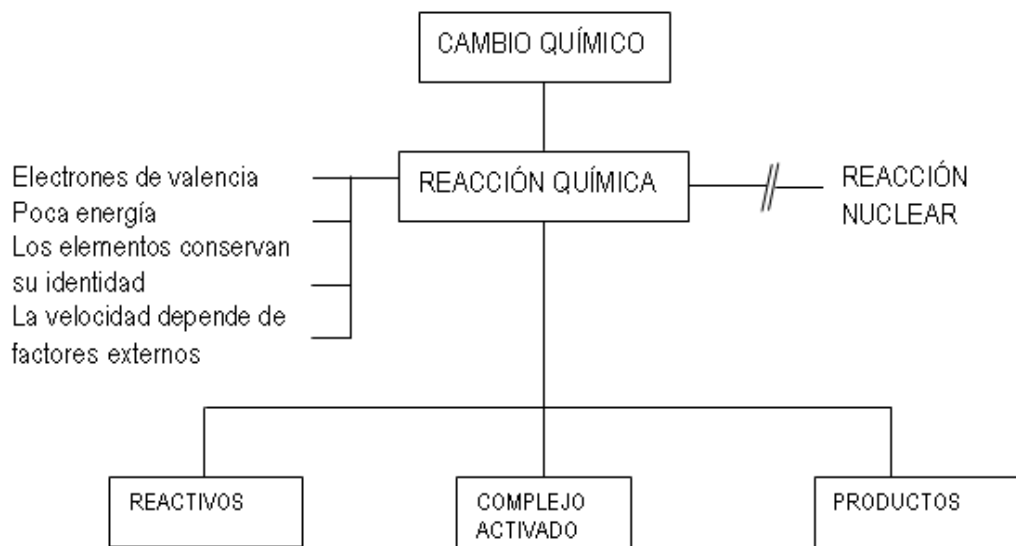 CAMBIO QUÍMICO
Electrones de valencia
Poca energía
Los elementos conservan
su identidad
La velocidad depende de
factores externos
REACCIÓN QUÍMICA
REACCIÓN
NUCLEAR
REACTIVOS
COMPLEJO
ACTIVADO
PRODUCTOS